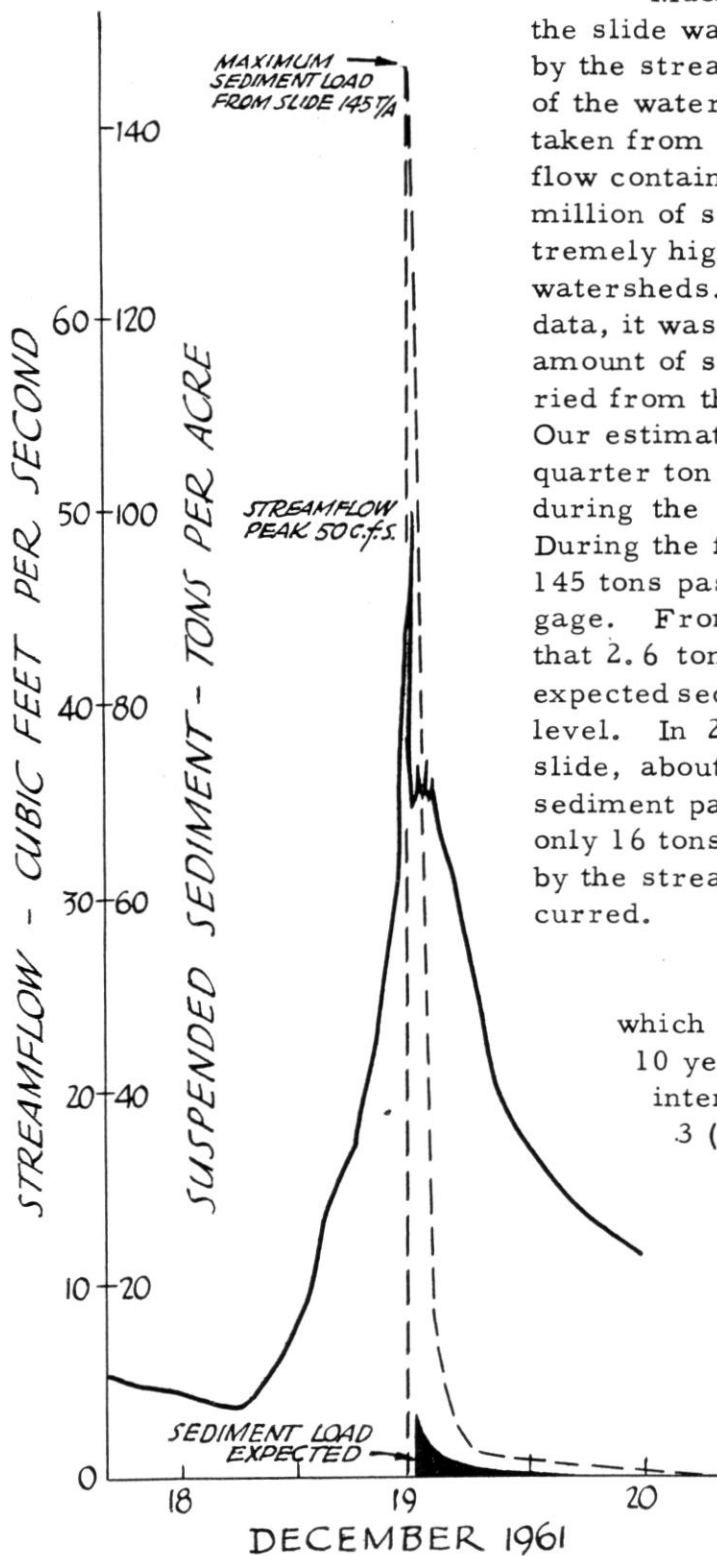 MAXIMUM
SEDIMENT LOAD
FROM SLIDE 145 T/A
140
60 120
50 100
40 80
30 60
20 40
10 20
0
STREAMFLOW - CUBIC FEET PER SECOND
SUSPENDED SEDIMENT - TONS PER ACRE
STREAMFLOW
PEAK 50 c.f.s.
SEDIMENT LOAD
EXPECTED
18 19 20
DECEMBER 1961
the slide wa
by the strea
of the water
taken from
flow contain
million of s
tremely hig
watersheds.
data, it was
amount of s
ried from th
Our estimat
quarter ton
during the
During the f
145 tons pas
gage. From
that 2.6 ton
expected sec
level. In 2
slide, about
sediment pa
only 16 tons
by the strea
curred.
which
10 ye
inter
.3 (